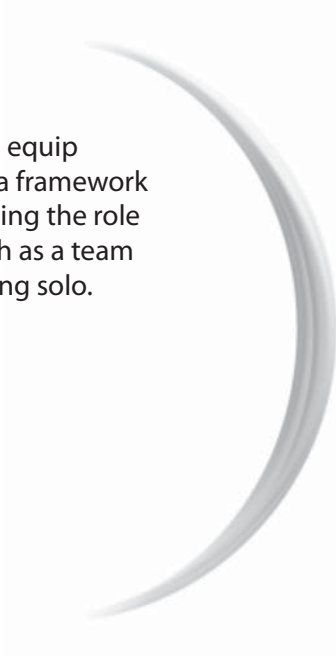 equip
a framework
ing the role
h as a team
ng solo.